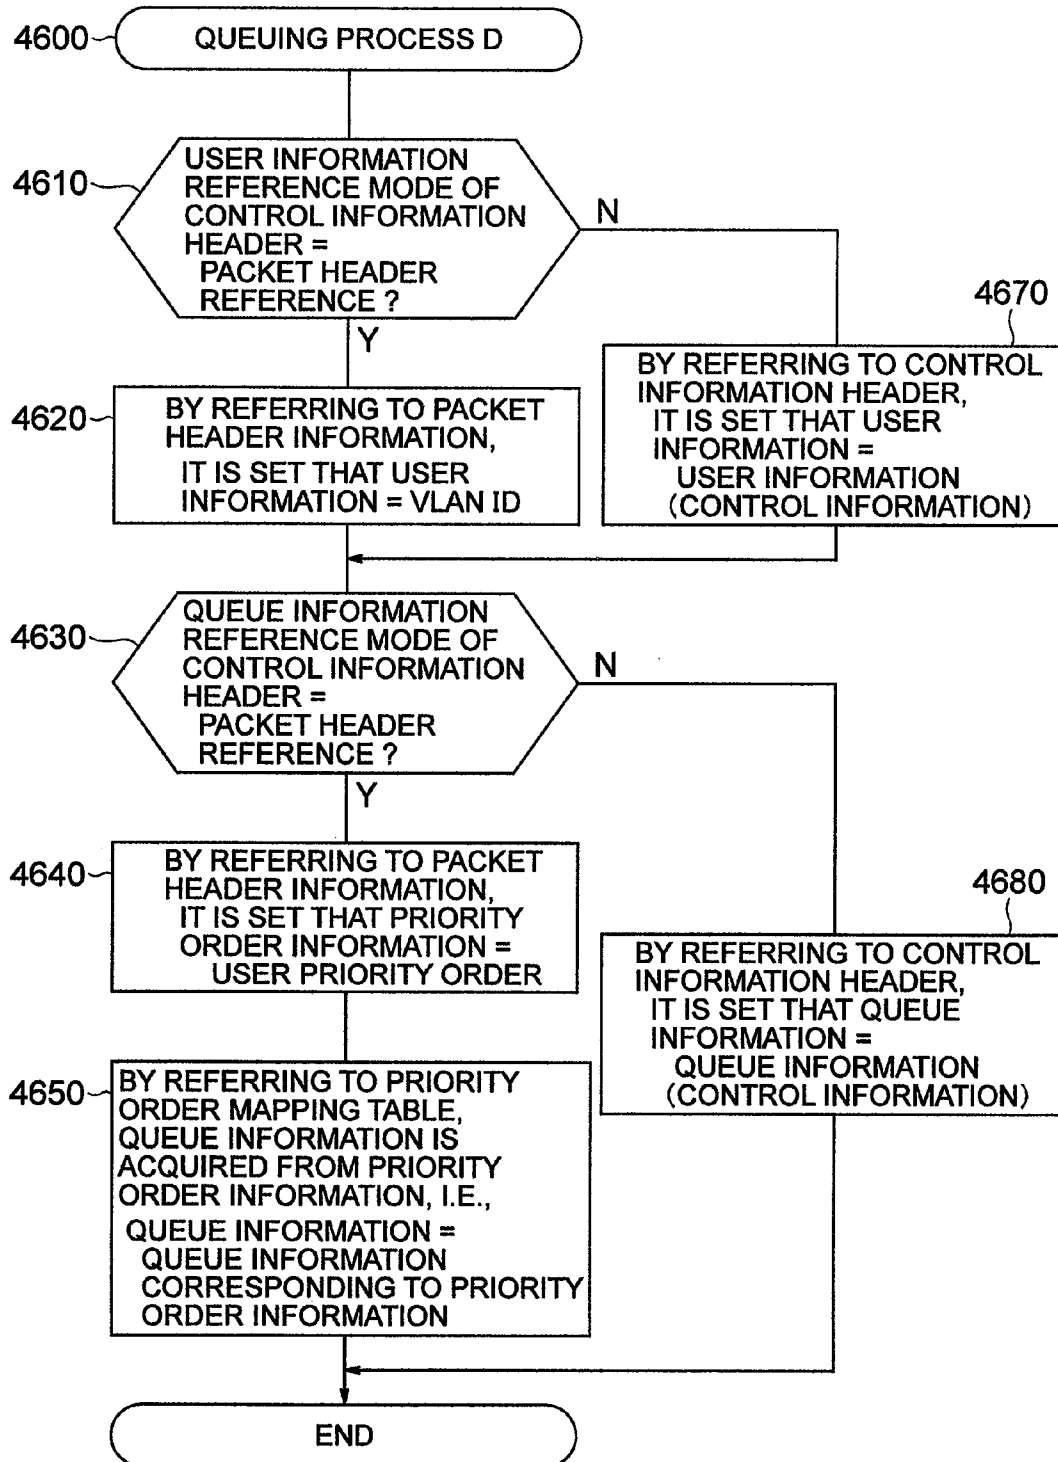 4600
QUEUING PROCESS D
4610
USER INFORMATION
REFERENCE MODE OF
CONTROL INFORMATION
HEADER =
PACKET HEADER
REFERENCE ?
N
Y
4670
BY REFERRING TO CONTROL
INFORMATION HEADER,
IT IS SET THAT USER
INFORMATION =
USER INFORMATION
(CONTROL INFORMATION)
4620
BY REFERRING TO PACKET
HEADER INFORMATION,
IT IS SET THAT USER
INFORMATION = VLAN ID
4630
QUEUE INFORMATION
REFERENCE MODE OF
CONTROL INFORMATION
HEADER =
PACKET HEADER
REFERENCE ?
N
Y
4640
BY REFERRING TO PACKET
HEADER INFORMATION,
IT IS SET THAT PRIORITY
ORDER INFORMATION =
USER PRIORITY ORDER
4680
BY REFERRING TO CONTROL
INFORMATION HEADER,
IT IS SET THAT QUEUE
INFORMATION =
QUEUE INFORMATION
(CONTROL INFORMATION)
4650
BY REFERRING TO PRIORITY
ORDER MAPPING TABLE,
QUEUE INFORMATION IS
ACQUIRED FROM PRIORITY
ORDER INFORMATION, I.E.,
QUEUE INFORMATION =
QUEUE INFORMATION
CORRESPONDING TO PRIORITY
ORDER INFORMATION
END